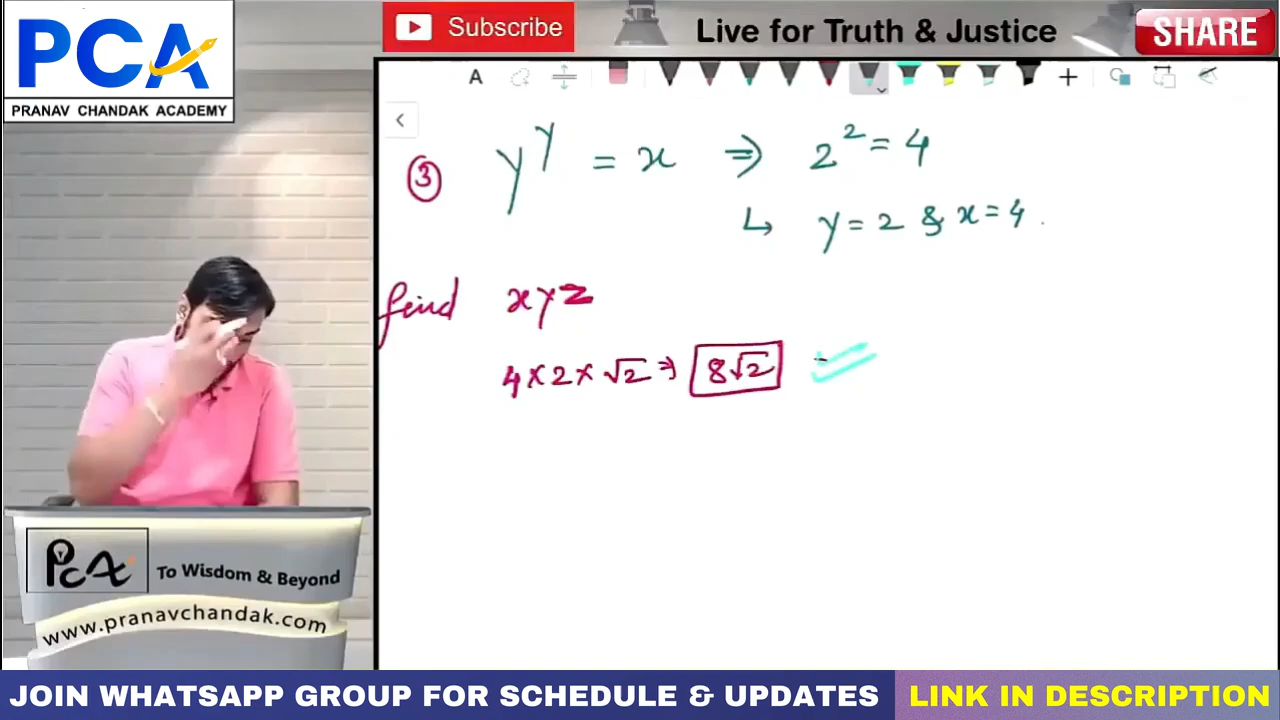 PCA
PRANAV CHANDAK ACADEMY
Subscribe
Live for Truth & Justice
SHARE
A
③ y^y = x ⇒ 2^2 = 4
↳ y = 2 & x = 4.
find xyz
4 × 2 × √2 ⇒ 8√2
PCA
To Wisdom & Beyond
www.pranavchandak.com
JOIN WHATSAPP GROUP FOR SCHEDULE & UPDATES
LINK IN DESCRIPTION